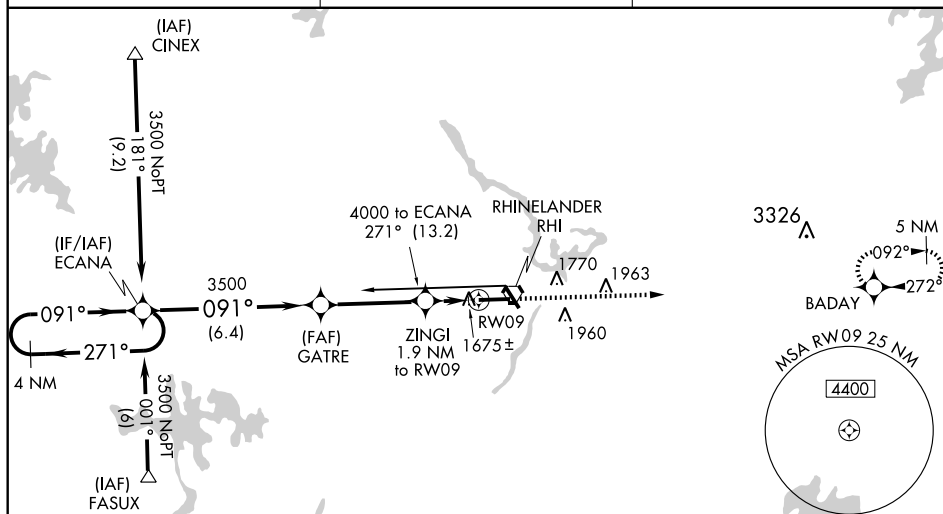 (IAF)
CINEX
3500 NoPT
181°
(9.2)
(IF/IAF)
ECANA
4000 to ECANA
271° (13.2)
RHINELANDER
RHI
3326
5 NM
092°
272°
BADAY
1770
1963
1960
3500
091°
(6.4)
091°
271°
4 NM
(FAF)
GATRE
ZINGI
1.9 NM
to RW09
RW09
1675±
3500 NoPT
001°
(6)
(IAF)
FASUX
MSA RW09 25 NM
4400